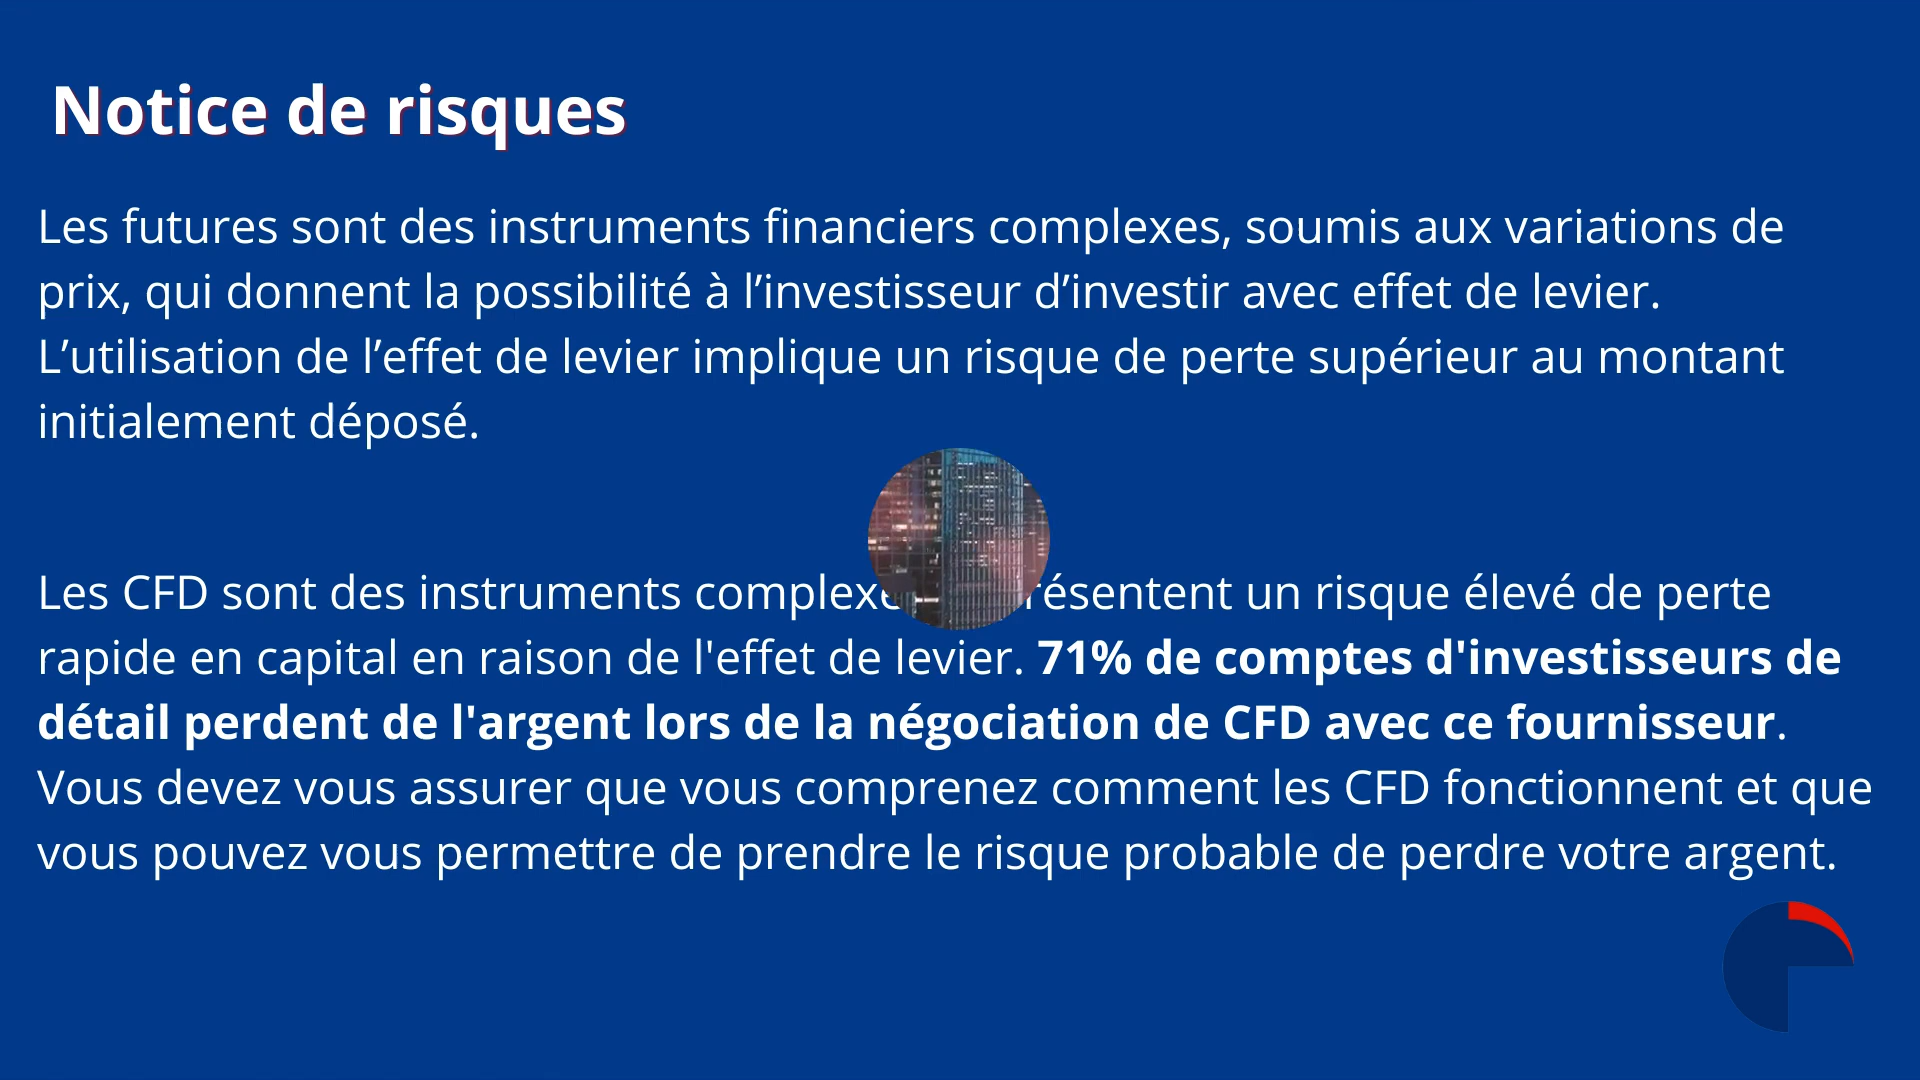 Notice de risques
Les futures sont des instruments financiers complexes, soumis aux variations de
prix, qui donnent la possibilité à l’investisseur d’investir avec effet de levier.
L’utilisation de l’effet de levier implique un risque de perte supérieur au montant
initialement déposé.
Les CFD sont des instruments un risque élevé de perte
rapide en capital en raison de l'effet de levier. 71% de comptes d'investisseurs de
détail perdent de l'argent lors de la négociation de CFD avec ce fournisseur.
Vous devez vous assurer que vous comprenez comment les CFD fonctionnent et que
vous pouvez vous permettre de prendre le risque probable de perdre votre argent.